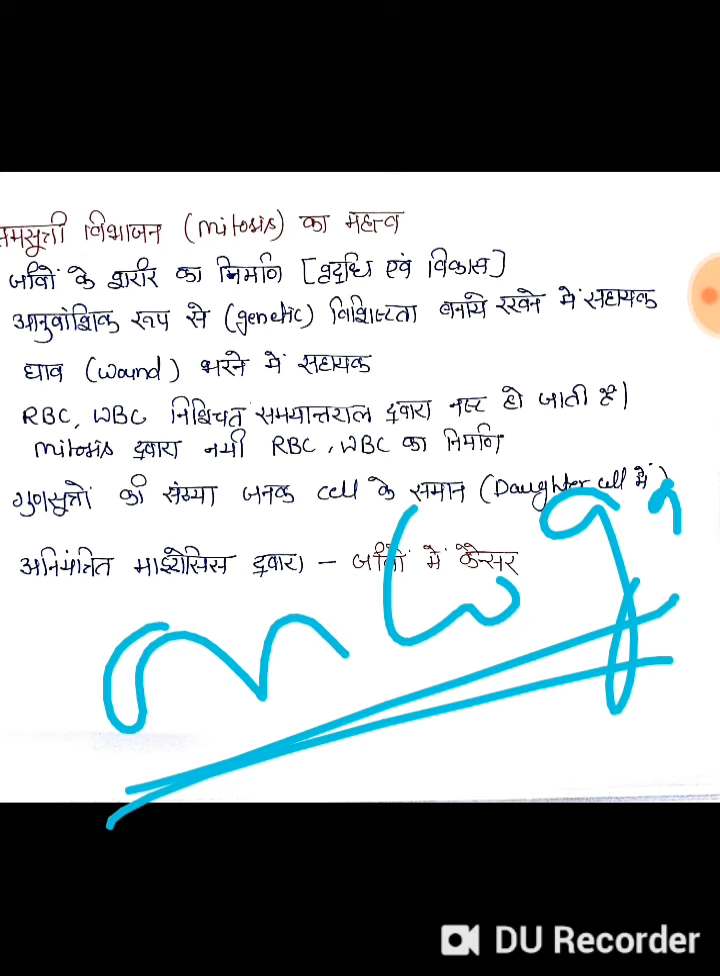 समसूत्री विभाजन (mitosis) का महत्व
जीवों के शरीर का निर्माण [वृद्धि एवं विकास]
आनुवांशिक रूप से (genetic) विशिष्टता बनाये रखने में सहायक
घाव (wound) भरने में सहायक
RBC, WBC निश्चित समयान्तराल द्वारा नष्ट हो जाती है।
mitosis द्वारा नयी RBC, WBC का निर्माण
गुणसूत्रों की संख्या जनक cell के समान (Daughter cell में)
अनियंत्रित माइटोसिस द्वारा - जीवों में कैन्सर
DU Recorder